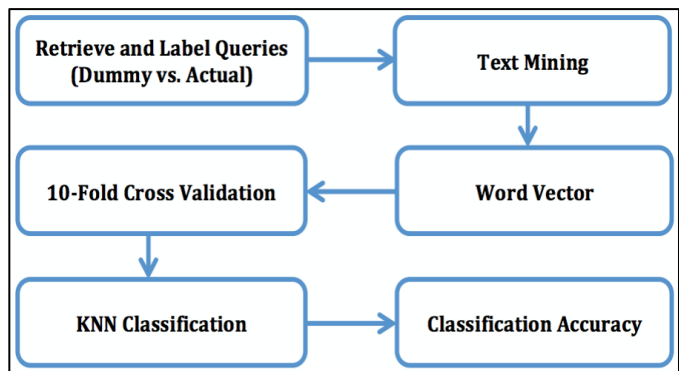 Retrieve and Label Queries
(Dummy vs. Actual)
Text Mining
Word Vector
10-Fold Cross Validation
KNN Classification
Classification Accuracy